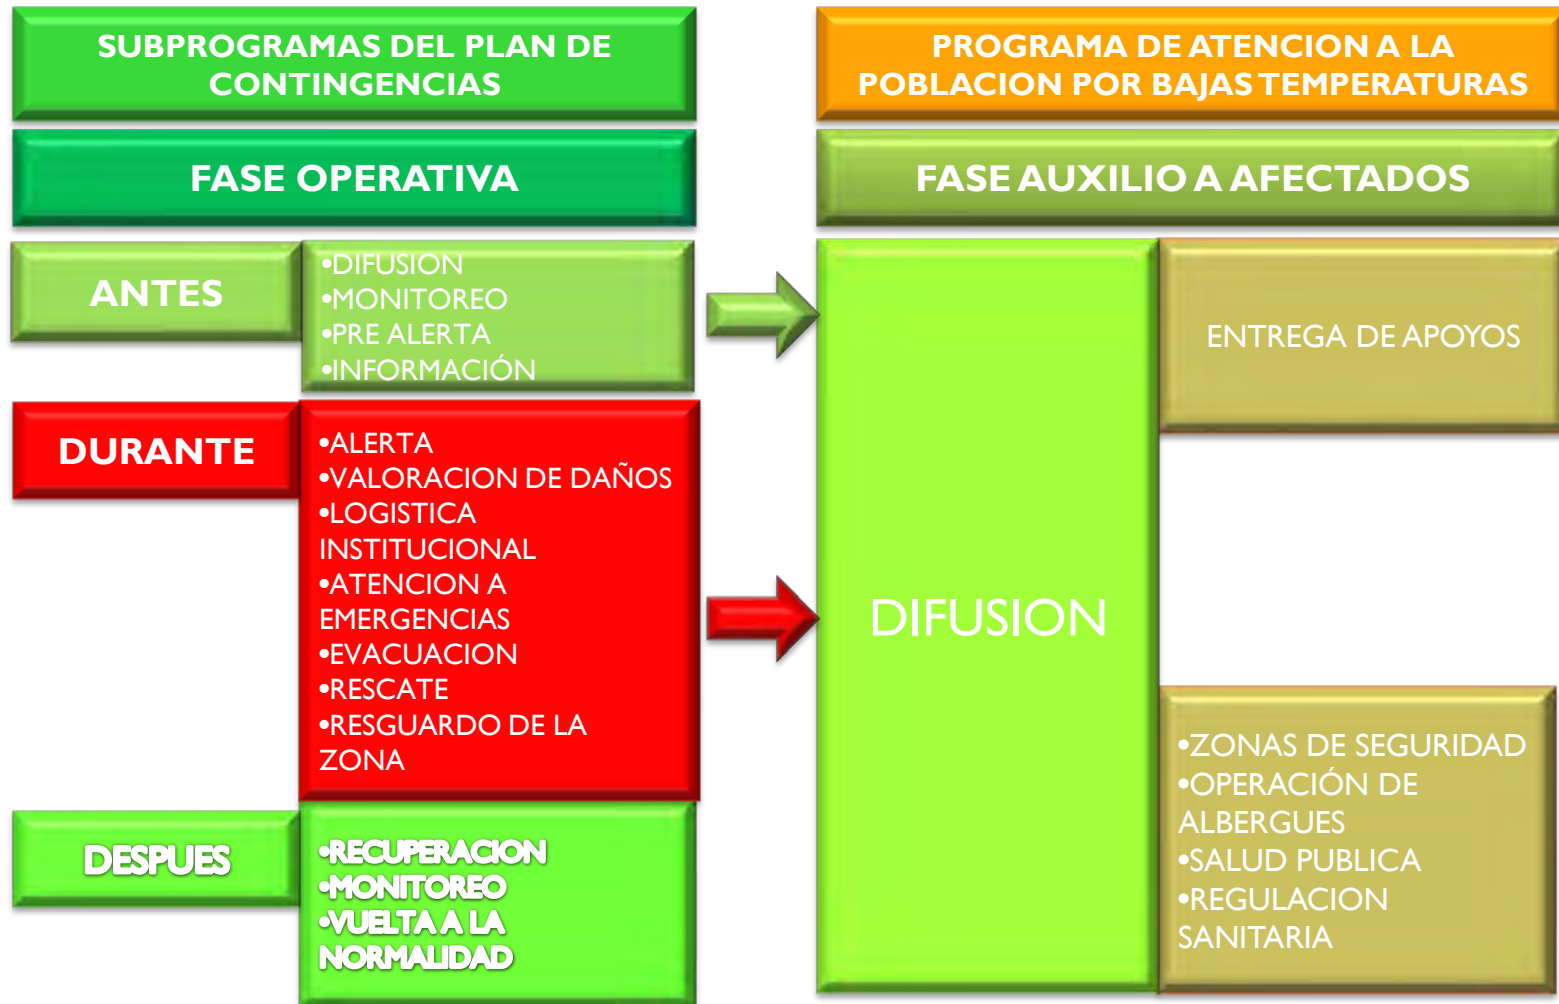 SUBPROGRAMAS DEL PLAN DE
CONTINGENCIAS
FASE OPERATIVA
ANTES
•DIFUSION
•MONITOREO
•PRE ALERTA
•INFORMACIÓN
DURANTE
•ALERTA
•VALORACION DE DAÑOS
•LOGISTICA
INSTITUCIONAL
•ATENCION A
EMERGENCIAS
•EVACUACION
•RESCATE
•RESGUARDO DE LA
ZONA
DESPUES
•RECUPERACION
•MONITOREO
•VUELTA A LA
NORMALIDAD
PROGRAMA DE ATENCION A LA
POBLACION POR BAJAS TEMPERATURAS
FASE AUXILIO A AFECTADOS
DIFUSION
ENTREGA DE APOYOS
•ZONAS DE SEGURIDAD
•OPERACIÓN DE
ALBERGUES
•SALUD PUBLICA
•REGULACION
SANITARIA